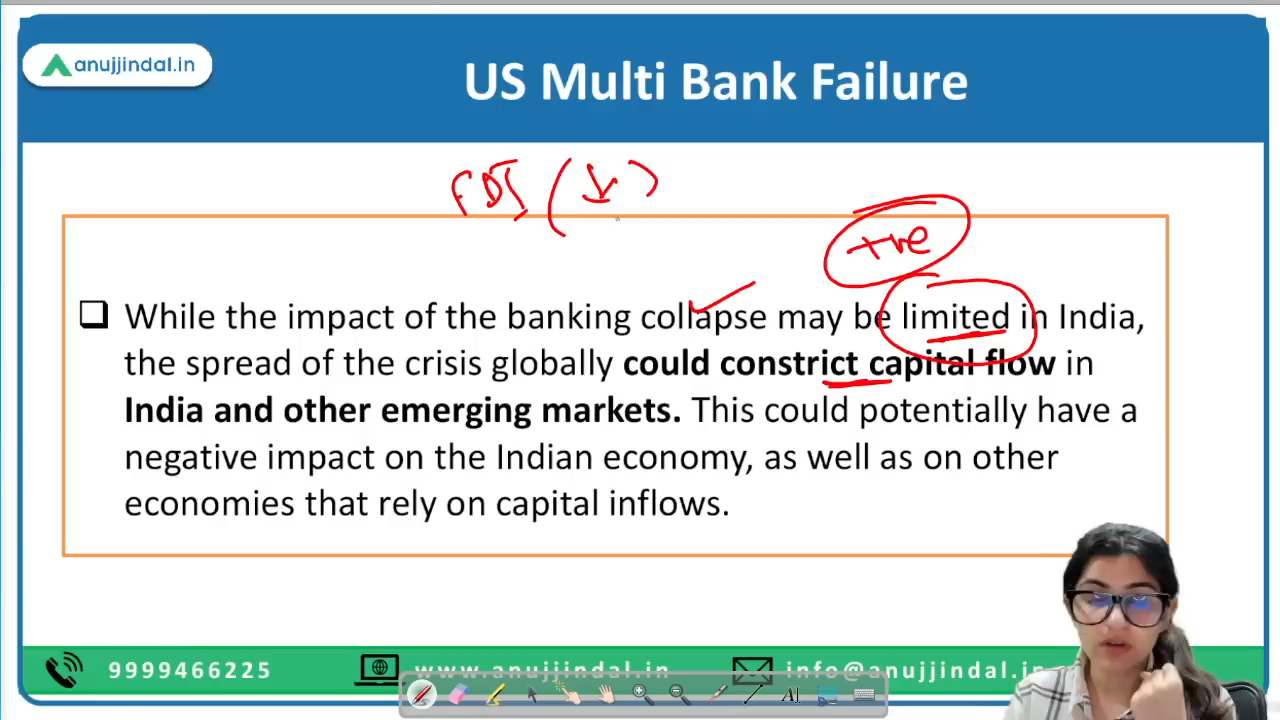 anujjindal.in
US Multi Bank Failure
FDI (↓)
+ve
While the impact of the banking collapse may be limited in India,
the spread of the crisis globally could constrict capital flow in
India and other emerging markets. This could potentially have a
negative impact on the Indian economy, as well as on other
economies that rely on capital inflows.
9999466225 www.anujjindal.in info@anujjindal.in
A